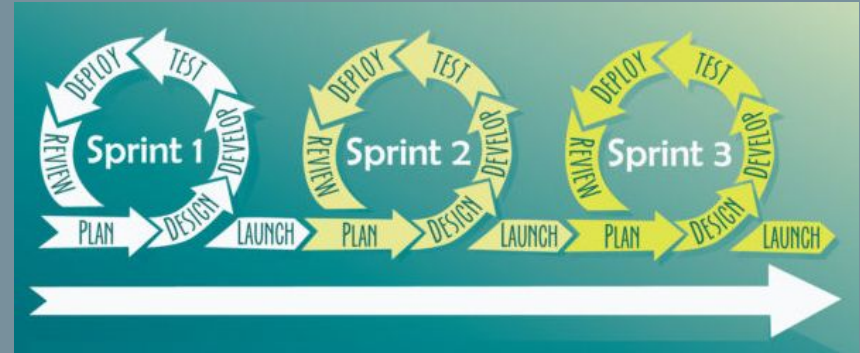 DEPLOY
TEST
REVIEW
Sprint 1
DEVELOP
PLAN
DESIGN
LAUNCH
DEPLOY
TEST
REVIEW
Sprint 2
DEVELOP
PLAN
DESIGN
LAUNCH
DEPLOY
TEST
REVIEW
Sprint 3
DEVELOP
PLAN
DESIGN
LAUNCH